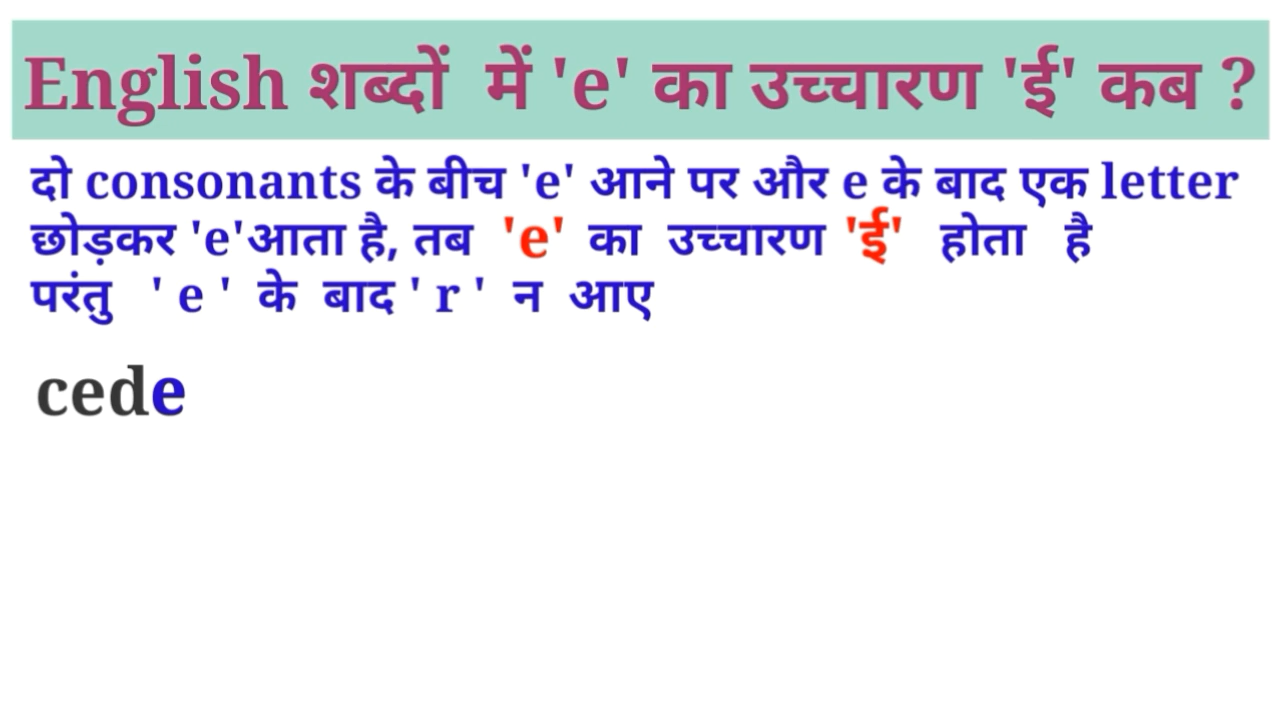 English शब्दों में 'e' का उच्चारण 'ई' कब ?
दो consonants के बीच 'e' आने पर और e के बाद एक letter
छोड़कर 'e'आता है, तब 'e' का उच्चारण 'ई' होता है
परंतु ' e ' के बाद ' r ' न आए
cede